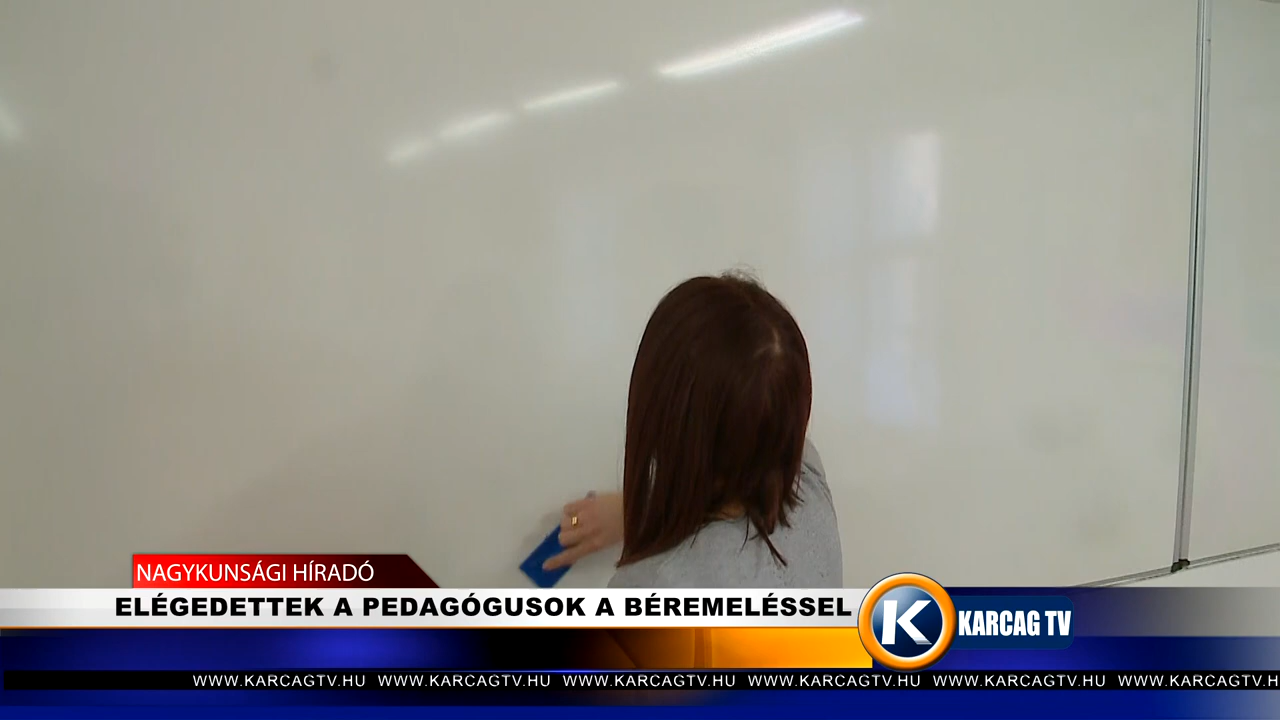 NAGYKUNSÁGI HÍRADÓ
ELÉGEDETTEK A PEDAGÓGUSOK A BÉREMELÉSSEL
K KARCAG TV
WWW.KARCAGTV.HU WWW.KARCAGTV.HU WWW.KARCAGTV.HU WWW.KARCAGTV.HU WWW.KARCAGTV.HU WWW.KARCAGTV.H